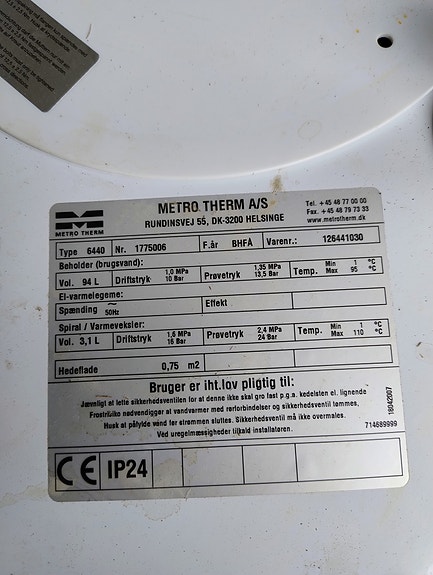 METRO THERM
METRO THERM A/S
RUNDINSVEJ 55, DK-3200 HELSINGE
Tel. +45 48 77 00 00
Fax. +45 48 79 73 33
www.metrotherm.dk
Type 6440 Nr. 1775006 F.år BHFÅ Varenr.: 126441030
Beholder (brugsvand):
Vol. 94 L Driftstryk 1,0 MPa 10 Bar Prøvetryk 1,35 MPa 13,5 Bar Temp. Min 1 °C Max 95 °C
El-varmelegeme:
Spænding ~ 50Hz Effekt
Spiral / Varmeveksler:
Vol. 3,1 L Driftstryk 1,6 MPa 16 Bar Prøvetryk 2,4 MPa 24 Bar Temp. Min 1 °C Max 110 °C
Hedeflade 0,75 m2
Bruger er iht.lov pligtig til:
Jævnligt at lette sikkerhedsventilen for at denne ikke skal gro fast p.g.a. kedelsten el. lignende
Frostrisiko nødvendiggør at vandvarmer med rørforbindelser og sikkerhedsventil tømmes.
Husk at påfylde vand før strømmen sluttes. Sikkerhedsventil må ikke overmales.
Ved uregelmæssigheder tilkald installatøren.
18042007
714689999
CE IP24